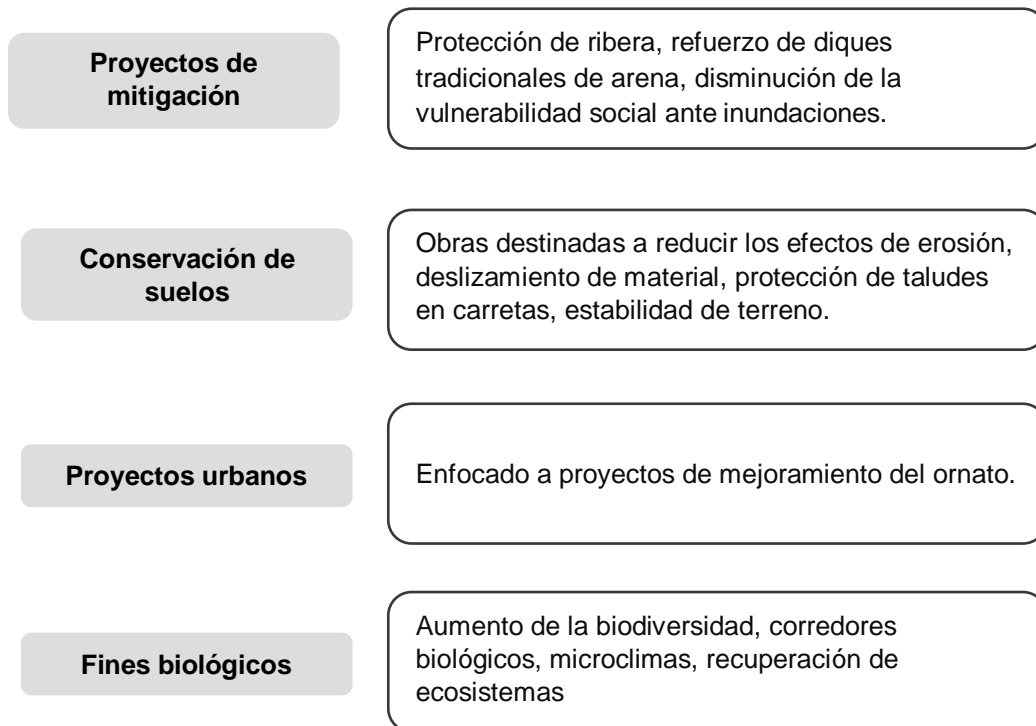 Proyectos de
mitigación
Protección de ribera, refuerzo de diques
tradicionales de arena, disminución de la
vulnerabilidad social ante inundaciones.
Conservación de
suelos
Obras destinadas a reducir los efectos de erosión,
deslizamiento de material, protección de taludes
en carretas, estabilidad de terreno.
Proyectos urbanos
Enfocado a proyectos de mejoramiento del ornato.
Fines biológicos
Aumento de la biodiversidad, corredores
biológicos, microclimas, recuperación de
ecosistemas